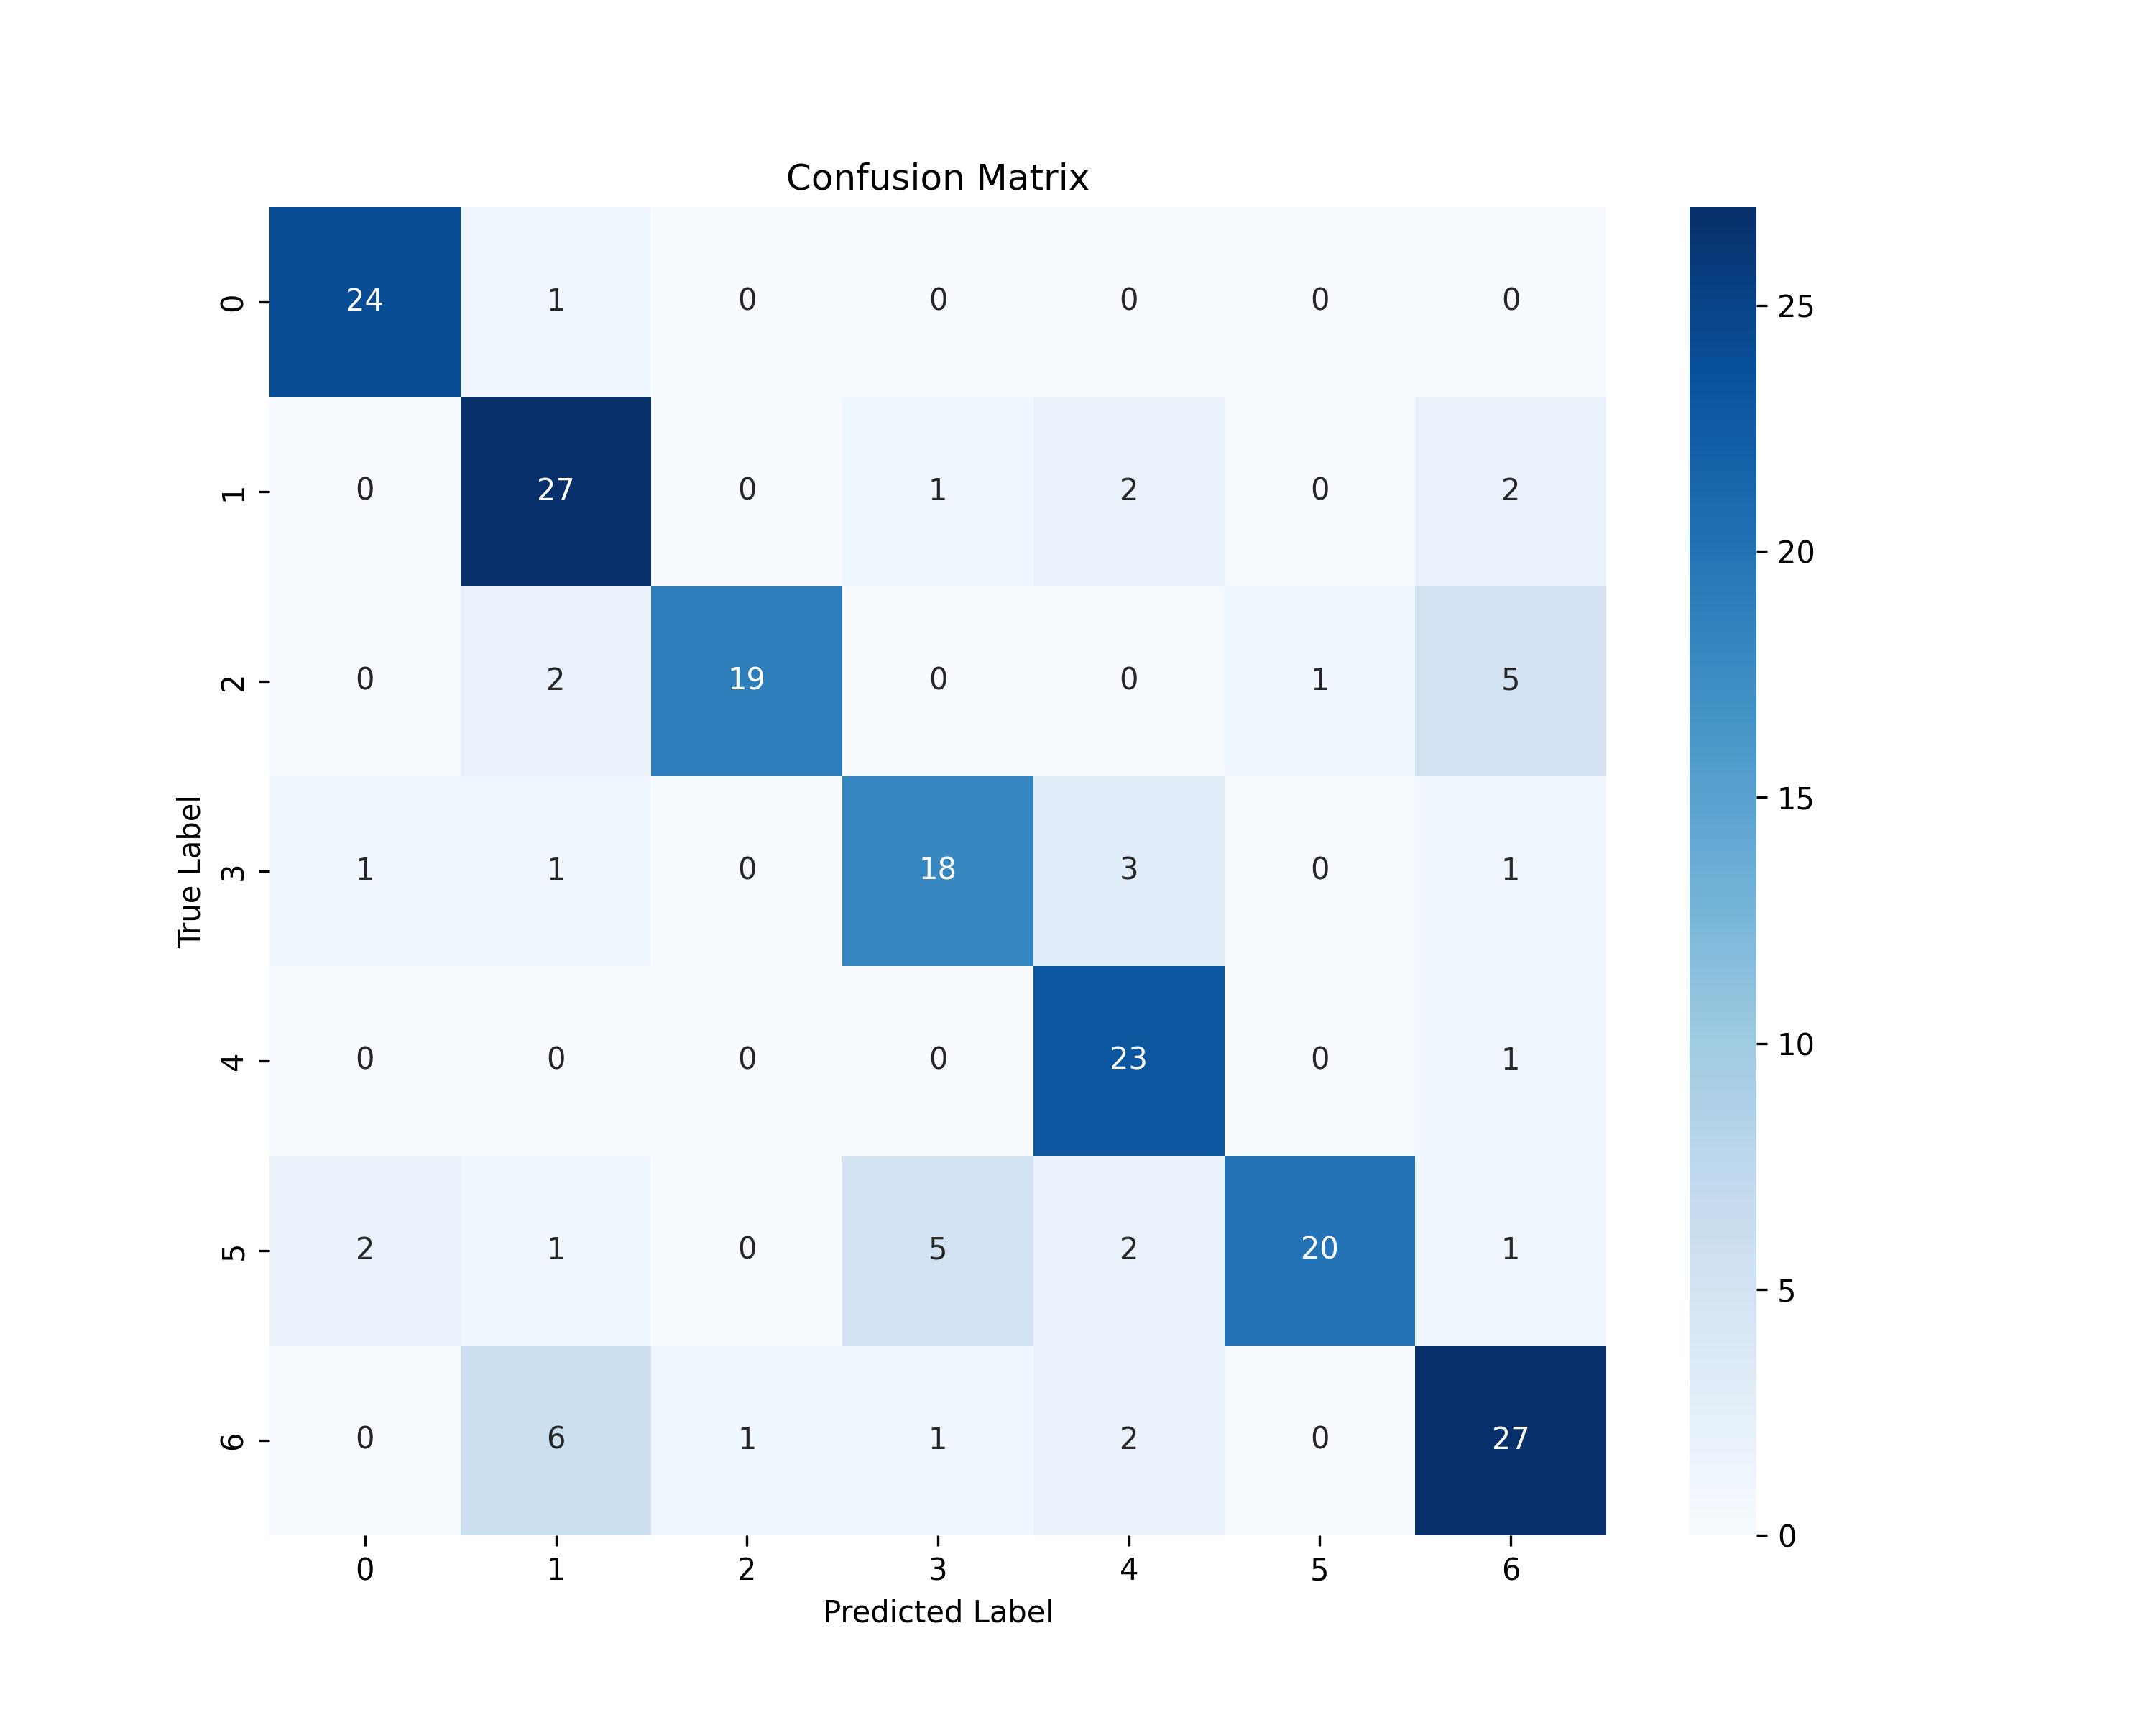 Confusion Matrix
True Label
0 24 1 0 0 0 0 0
1 0 27 0 1 2 0 2
2 0 2 19 0 0 1 5
3 1 1 0 18 3 0 1
4 0 0 0 0 23 0 1
5 2 1 0 5 2 20 1
6 0 6 1 1 2 0 27
0 1 2 3 4 5 6
Predicted Label
25
20
15
10
5
0